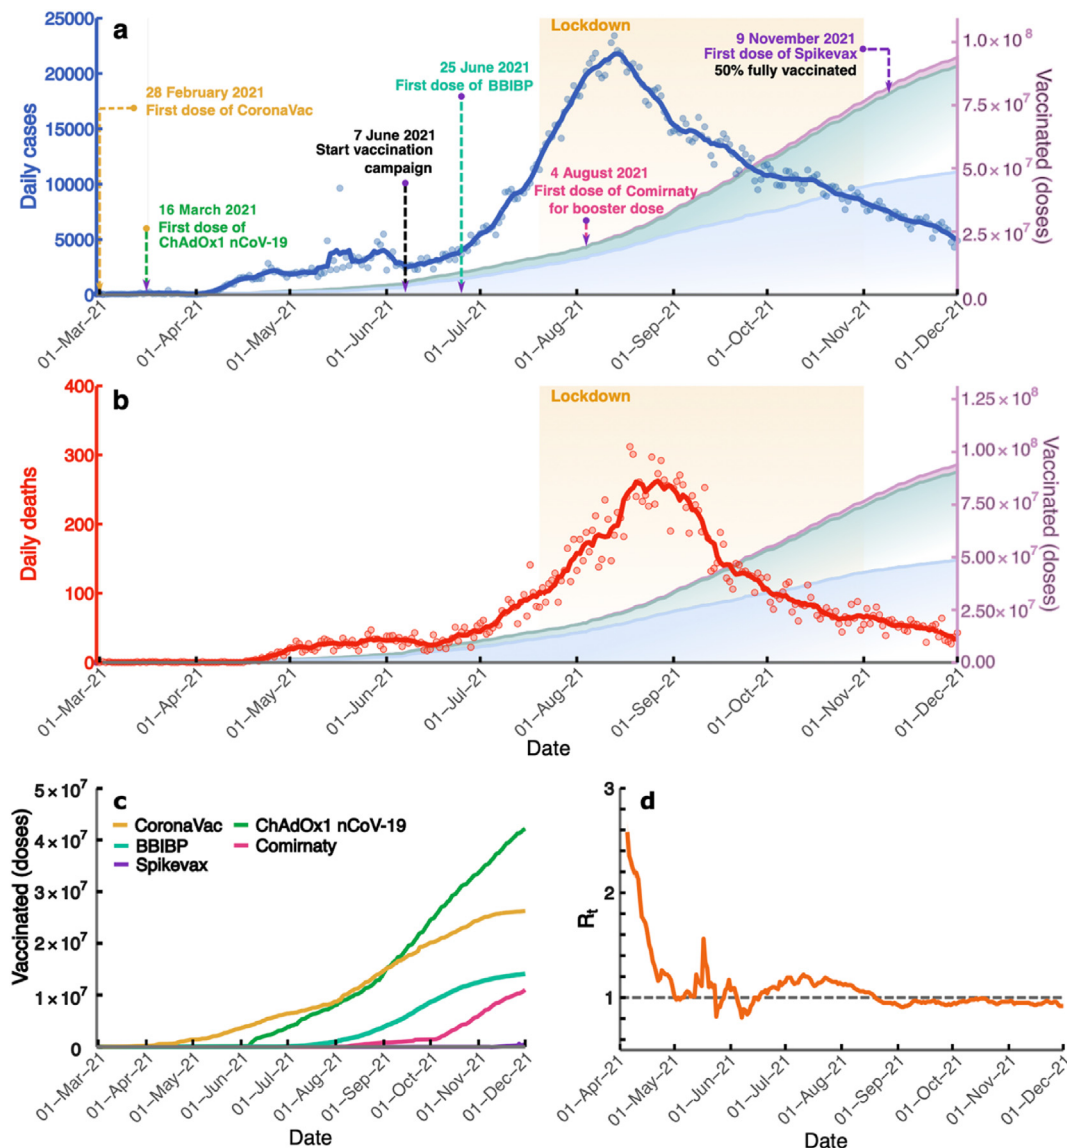 a
Daily cases
25000
20000
15000
10000
5000
0
Lockdown
28 February 2021
First dose of CoronaVac
16 March 2021
First dose of
ChAdOx1 nCoV-19
7 June 2021
Start vaccination
campaign
25 June 2021
First dose of BBIBP
4 August 2021
First dose of Comirnaty
for booster dose
9 November 2021
First dose of Spikevax
50% fully vaccinated
1.0×10⁸
7.5×10⁷
5.0×10⁷
2.5×10⁷
0.0
Vaccinated (doses)
01–Mar–21
01–Apr–21
01–May–21
01–Jun–21
01–Jul–21
01–Aug–21
01–Sep–21
01–Oct–21
01–Nov–21
01–Dec–21
b
Daily deaths
400
300
200
100
0
Lockdown
1.25×10⁸
1.00×10⁸
7.50×10⁷
5.00×10⁷
2.50×10⁷
0.00
Vaccinated (doses)
01–Mar–21
01–Apr–21
01–May–21
01–Jun–21
01–Jul–21
01–Aug–21
01–Sep–21
01–Oct–21
01–Nov–21
01–Dec–21
Date
c
Vaccinated (doses)
5×10⁷
4×10⁷
3×10⁷
2×10⁷
1×10⁷
0
CoronaVac
ChAdOx1 nCoV-19
BBIBP
Comirnaty
Spikevax
01–Mar–21
01–Apr–21
01–May–21
01–Jun–21
01–Jul–21
01–Aug–21
01–Sep–21
01–Oct–21
01–Nov–21
01–Dec–21
Date
d
Rₜ
3
2
1
01–Apr–21
01–May–21
01–Jun–21
01–Jul–21
01–Aug–21
01–Sep–21
01–Oct–21
01–Nov–21
01–Dec–21
Date